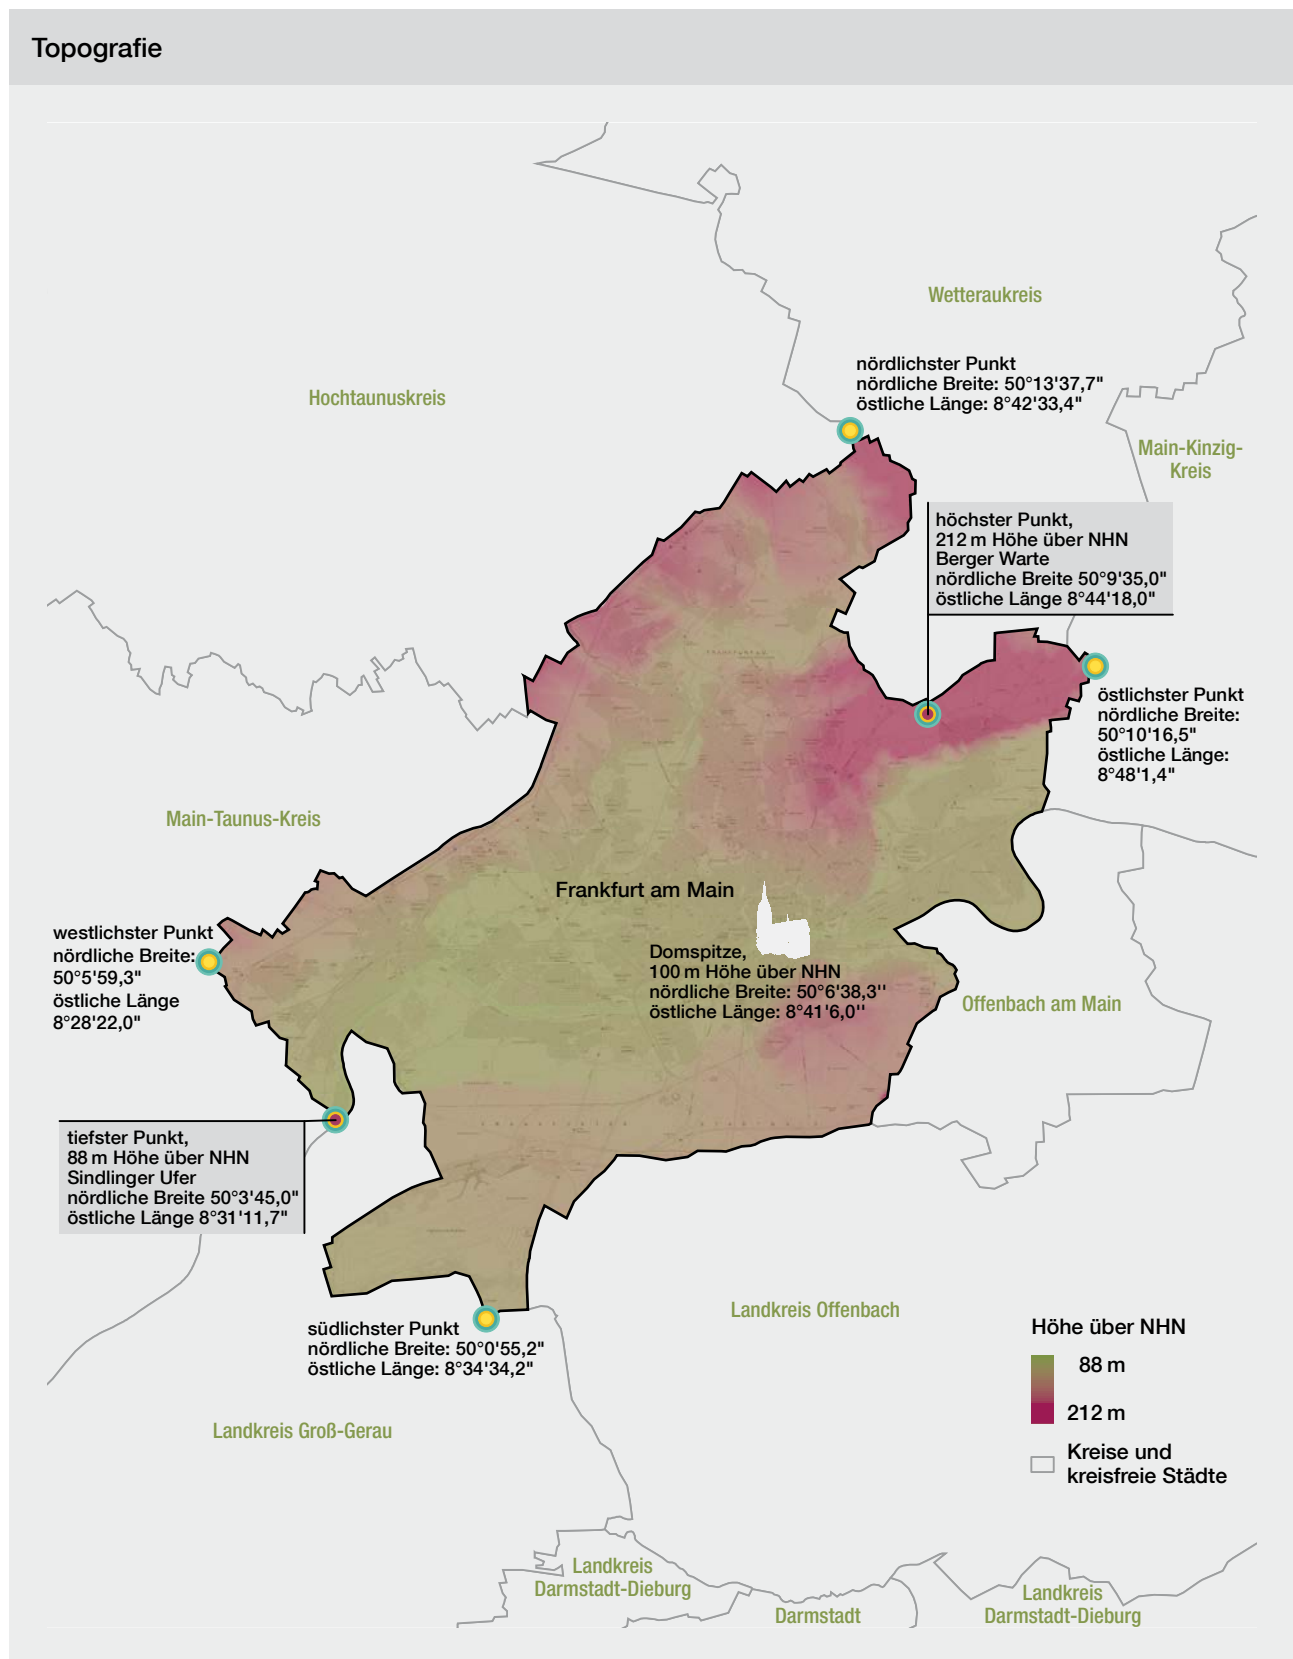 Topografie
Wetteraukreis
nördlichster Punkt
nördliche Breite: 50°13'37,7"
östliche Länge: 8°42'33,4"
Hochtaunuskreis
Main-Kinzig-
Kreis
höchster Punkt,
212 m Höhe über NHN
Berger Warte
nördliche Breite 50°9'35,0"
östliche Länge 8°44'18,0"
östlichster Punkt
nördliche Breite:
50°10'16,5"
östliche Länge:
8°48'1,4"
Main-Taunus-Kreis
Frankfurt am Main
westlichster Punkt
nördliche Breite:
50°5'59,3"
östliche Länge
8°28'22,0"
Domspitze,
100 m Höhe über NHN
nördliche Breite: 50°6'38,3''
östliche Länge: 8°41'6,0''
Offenbach am Main
tiefster Punkt,
88 m Höhe über NHN
Sindlinger Ufer
nördliche Breite 50°3'45,0"
östliche Länge 8°31'11,7"
südlichster Punkt
nördliche Breite: 50°0'55,2"
östliche Länge: 8°34'34,2"
Landkreis Offenbach
Landkreis Groß-Gerau
Höhe über NHN
88 m
212 m
Kreise und
kreisfreie Städte
Landkreis
Darmstadt-Dieburg
Darmstadt
Landkreis
Darmstadt-Dieburg